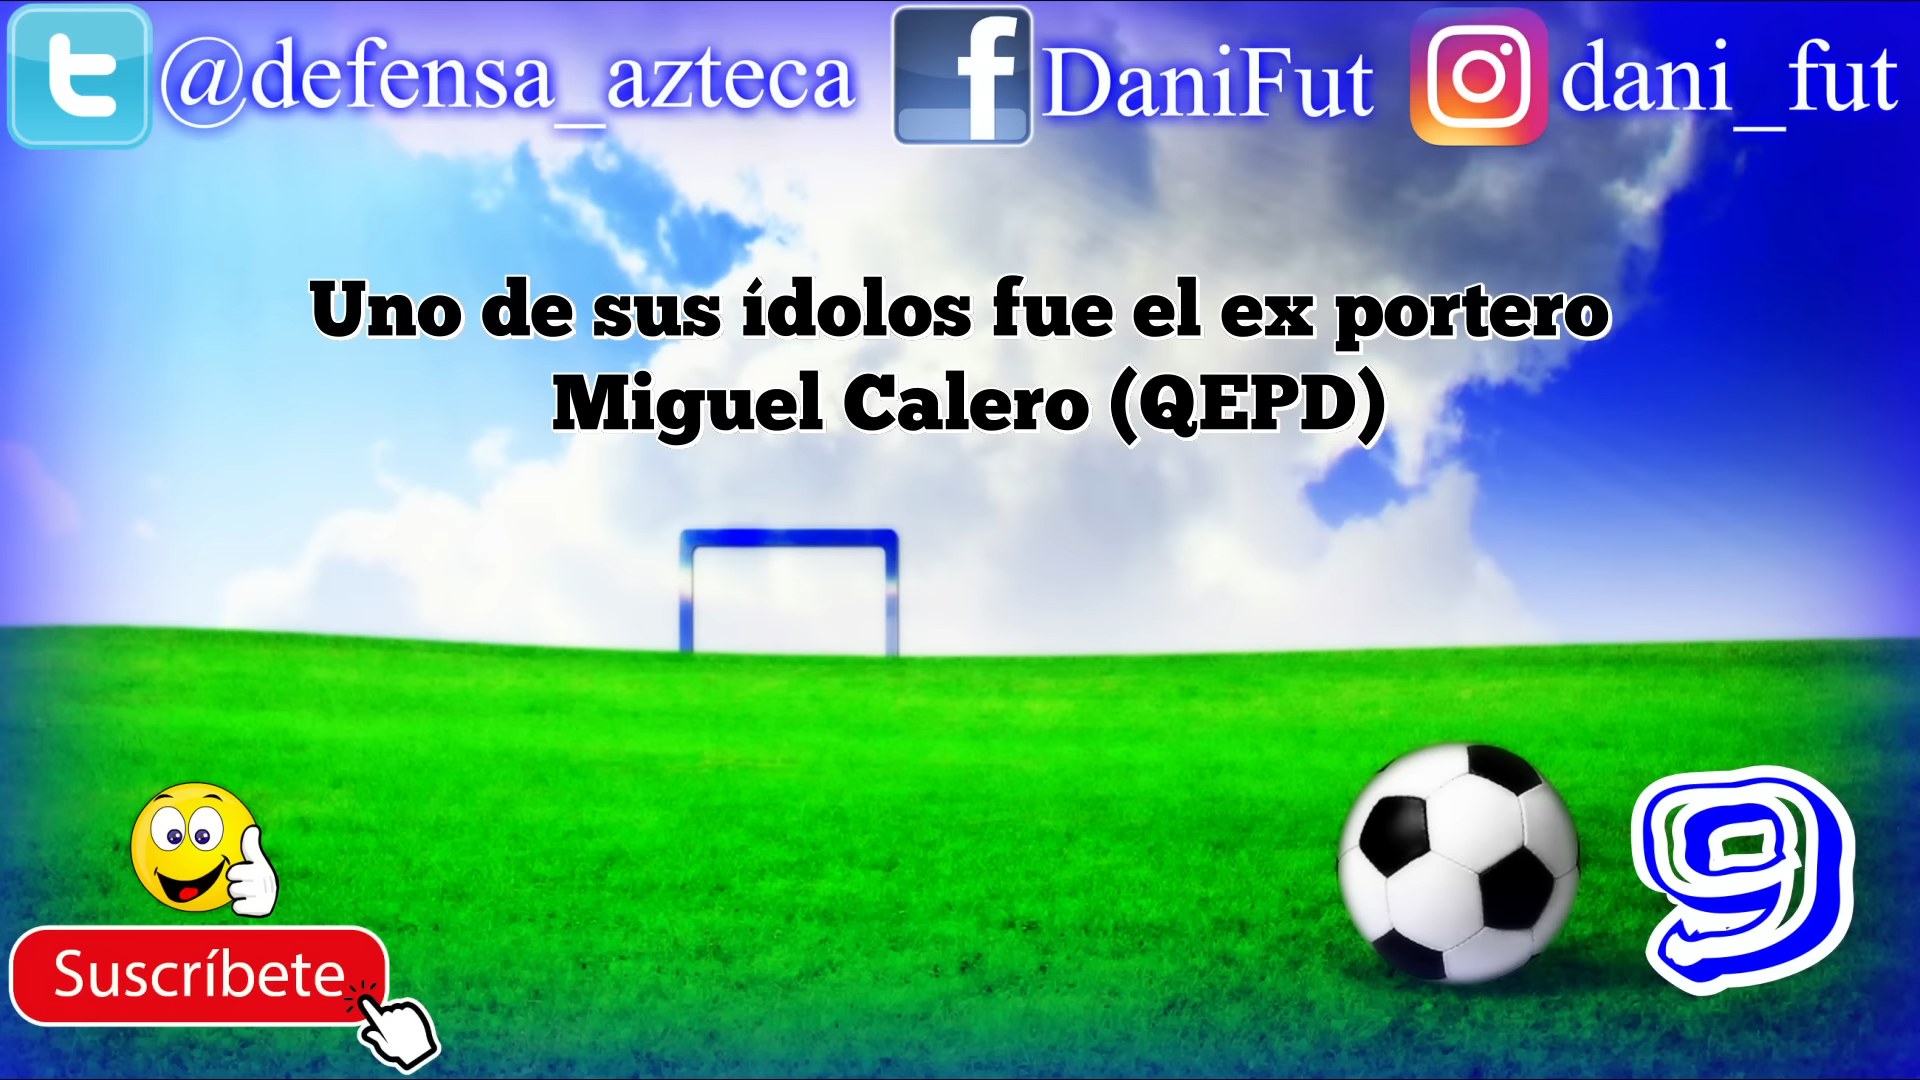 @defensa_azteca DaniFut dani_fut
Uno de sus ídolos fue el ex portero
Miguel Calero (QEPD)
9
Suscríbete